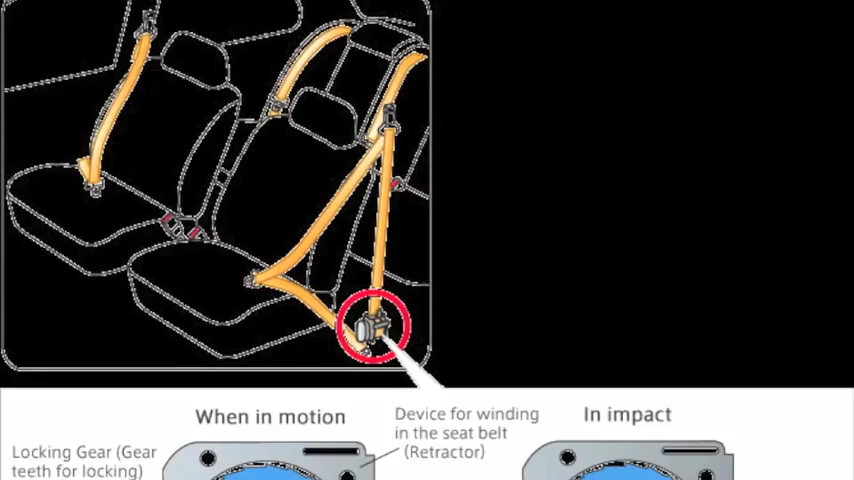 When in motion
Device for winding
in the seat belt
(Retractor)
In impact
Locking Gear (Gear
teeth for locking)